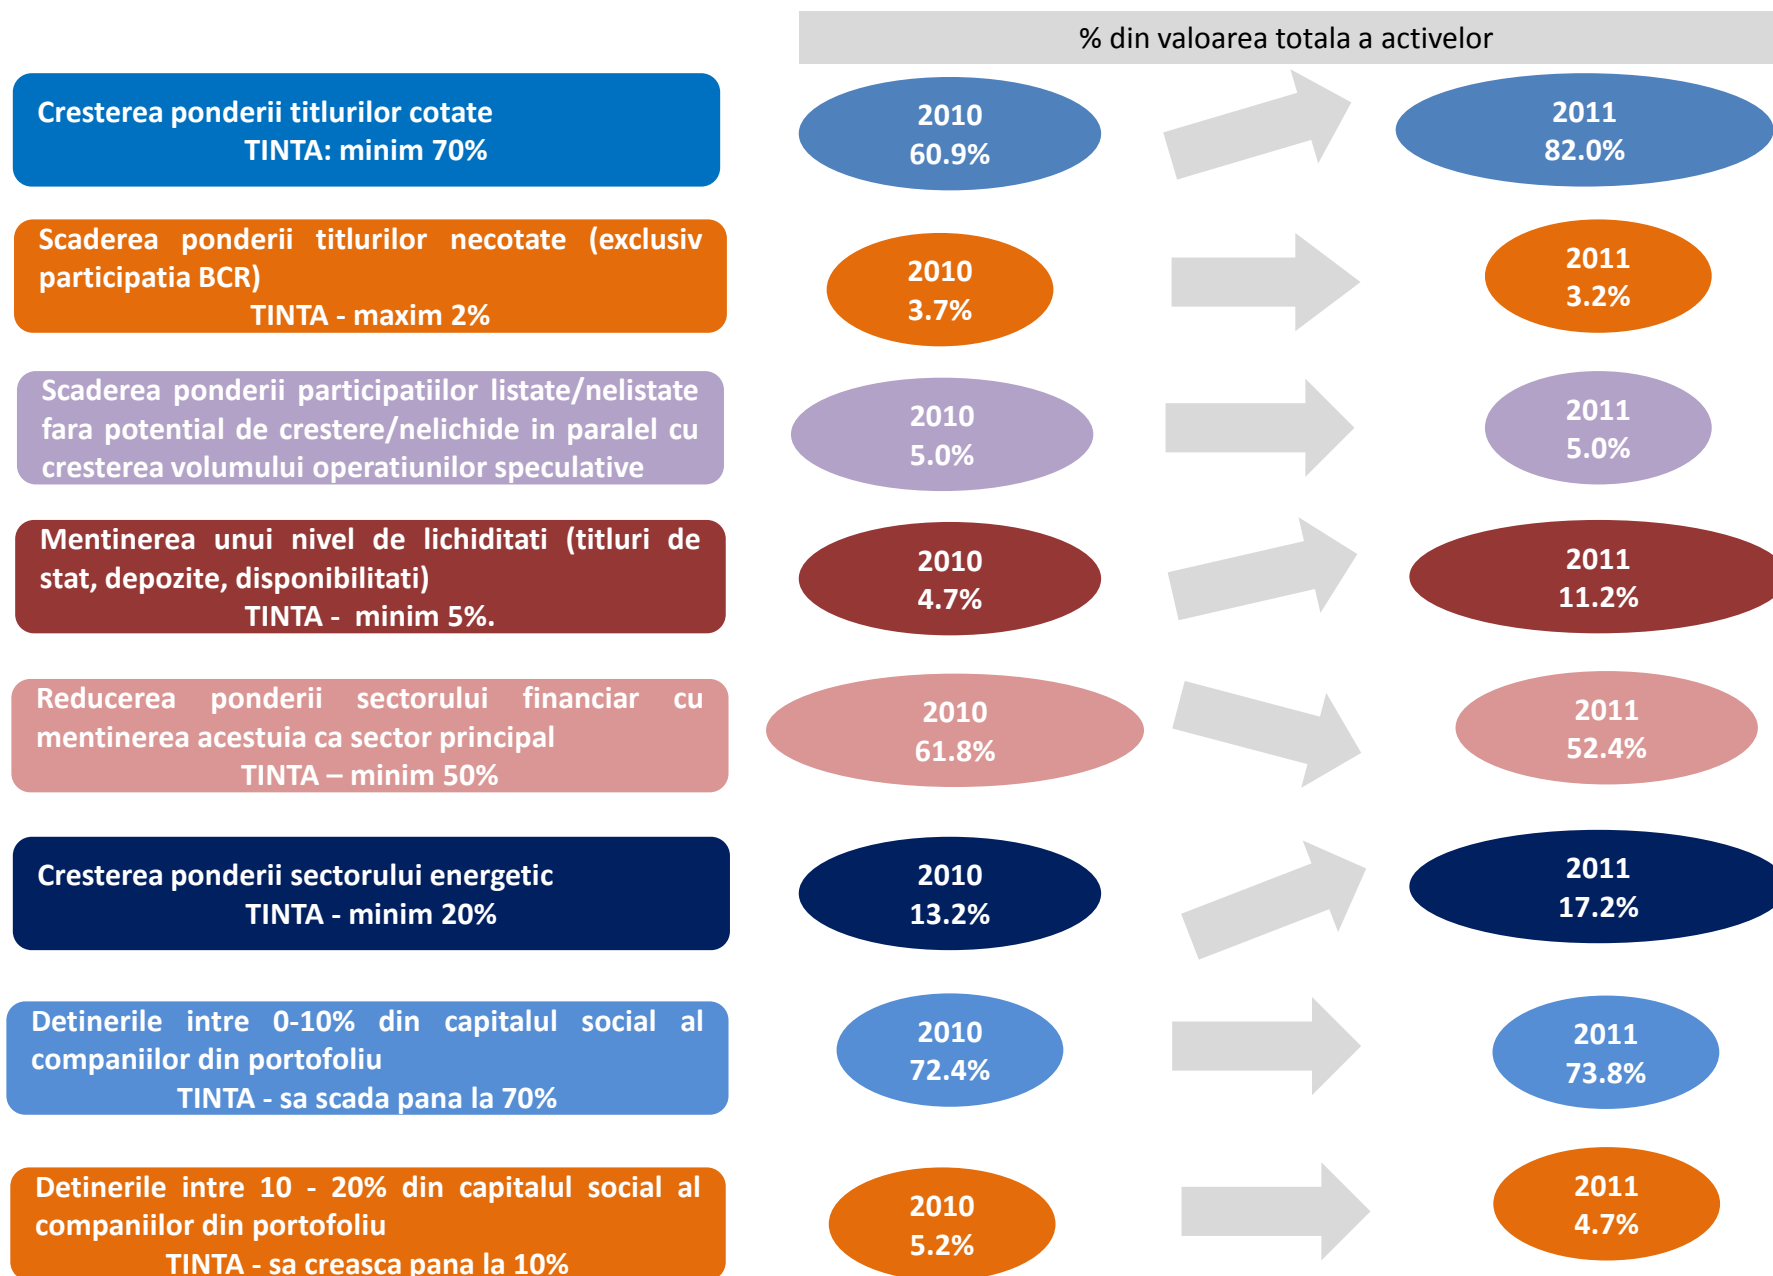 % din valoarea totala a activelor
Cresterea ponderii titlurilor cotate
TINTA: minim 70%
2010
60.9%
2011
82.0%
Scaderea ponderii titlurilor necotate (exclusiv
participatia BCR)
TINTA - maxim 2%
2010
3.7%
2011
3.2%
Scaderea ponderii participatiilor listate/nelistate
fara potential de crestere/nelichide in paralel cu
cresterea volumului operatiunilor speculative
2010
5.0%
2011
5.0%
Mentinerea unui nivel de lichiditati (titluri de
stat, depozite, disponibilitati)
TINTA - minim 5%.
2010
4.7%
2011
11.2%
Reducerea ponderii sectorului financiar cu
mentinerea acestuia ca sector principal
TINTA – minim 50%
2010
61.8%
2011
52.4%
Cresterea ponderii sectorului energetic
TINTA - minim 20%
2010
13.2%
2011
17.2%
Detinerile intre 0-10% din capitalul social al
companiilor din portofoliu
TINTA - sa scada pana la 70%
2010
72.4%
2011
73.8%
Detinerile intre 10 - 20% din capitalul social al
companiilor din portofoliu
TINTA - sa creasca pana la 10%
2010
5.2%
2011
4.7%